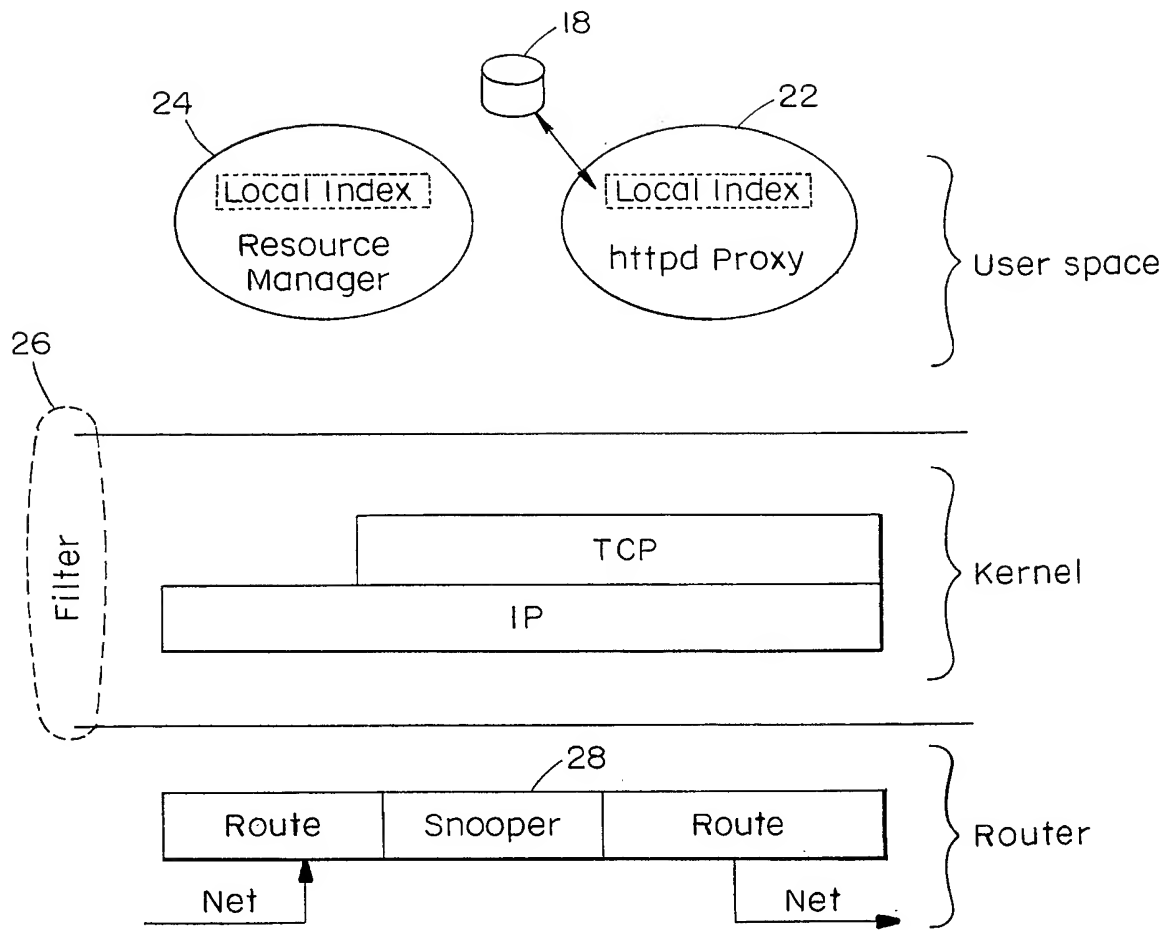 18
24
22
Local Index
Resource
Manager
Local Index
httpd Proxy
User space
26
Filter
TCP
IP
Kernel
28
Route
Snooper
Route
Router
Net
Net